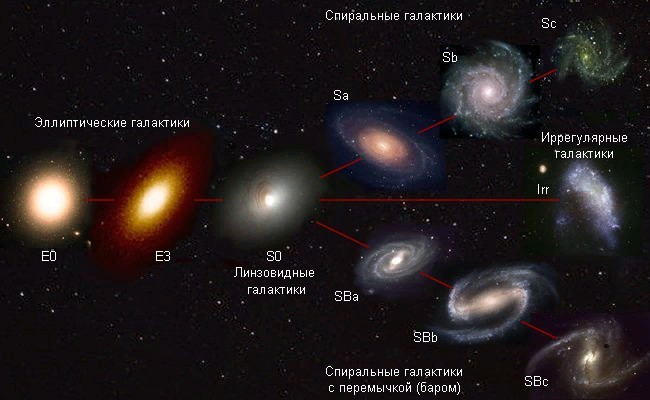 Спиральные галактики
Sc
Sb
Sa
Эллиптические галактики
Иррегулярные
галактики
Irr
E0
E3
S0
Линзовидные
галактики
SBa
SBb
SBc
Спиральные галактики
с перемычкой (баром)